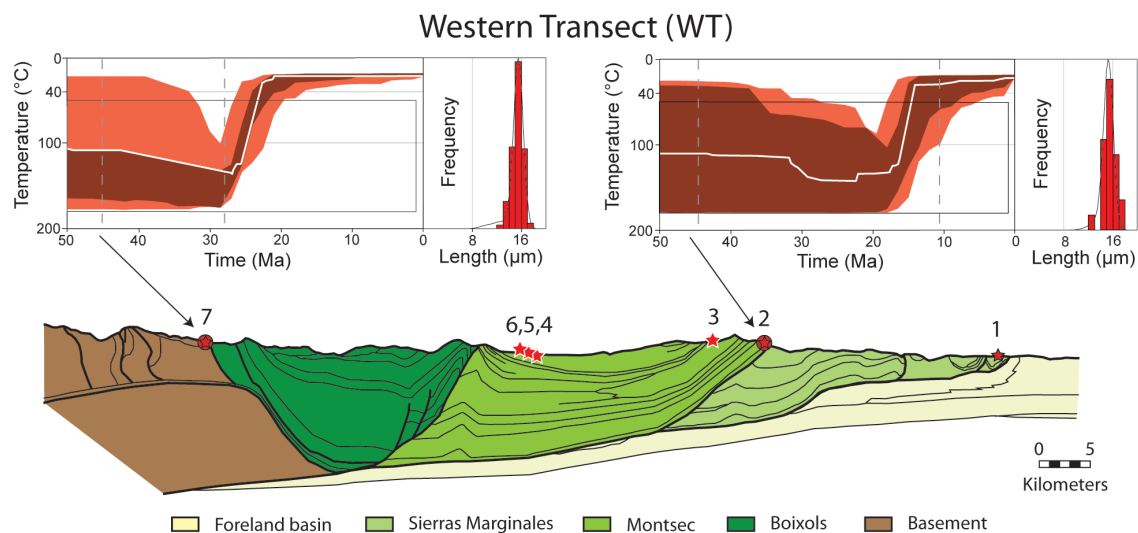 Western Transect (WT)
0
40
100
200
Temperature (°C)
50
40
30
20
10
0
Time (Ma)
Frequency
8
16
Length (µm)
0
40
100
200
Temperature (°C)
50
40
30
20
10
0
Time (Ma)
Frequency
8
16
Length (µm)
7
6,5,4
3
2
1
0 5
Kilometers
Foreland basin Sierras Marginales Montsec Boixols Basement